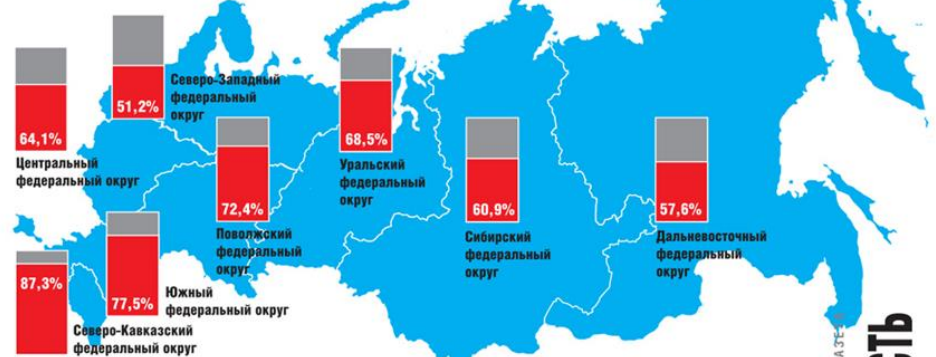 64,1%
Центральный
федеральный округ
51,2%
Северо-Западный
федеральный
округ
72,4%
Поволжский
федеральный
округ
68,5%
Уральский
федеральный
округ
60,9%
Сибирский
федеральный
округ
57,6%
Дальневосточный
федеральный
округ
87,3%
Северо-Кавказский
федеральный округ
77,5%
Южный
федеральный округ